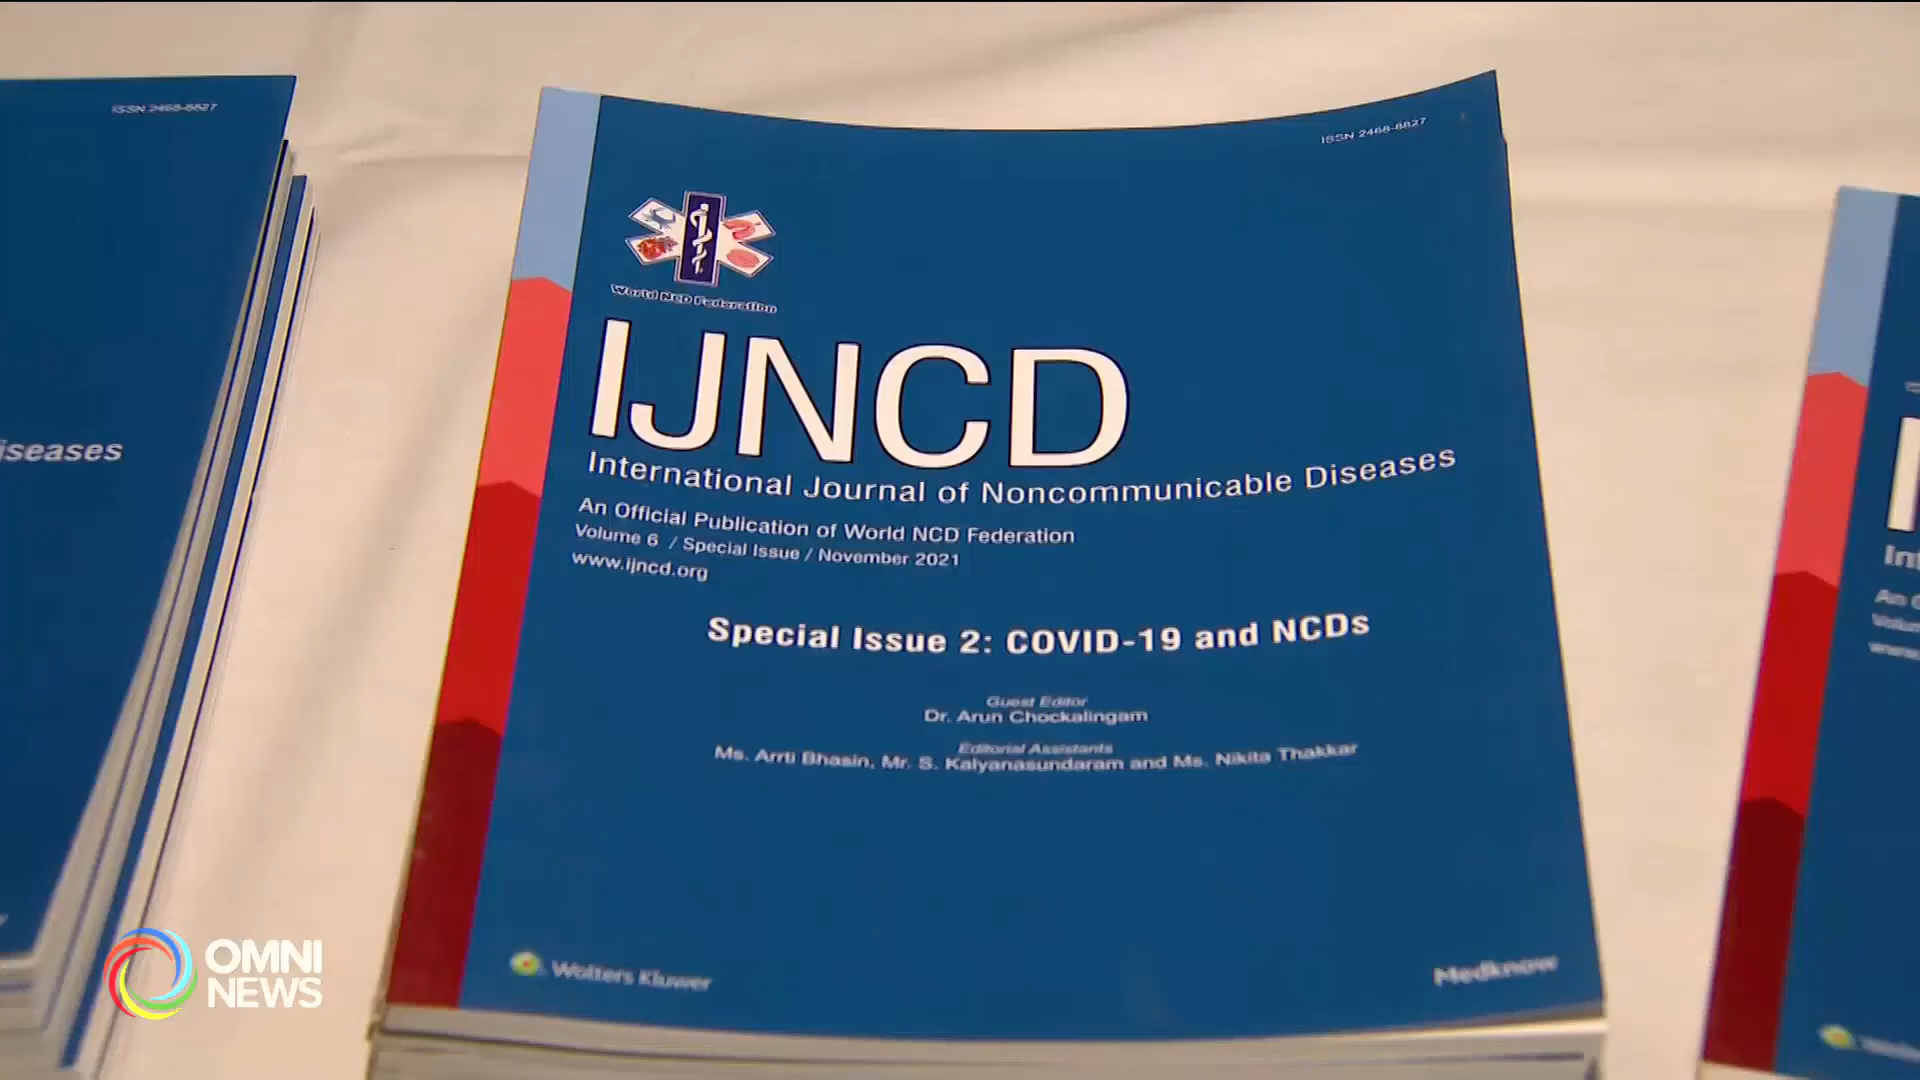 ISSN 2468-8827
iseases
ISSN 2468-8827
World NCD Federation
IJNCD
International Journal of Noncommunicable Diseases
An Official Publication of World NCD Federation
Volume 6 / Special Issue / November 2021
www.ijncd.org
Special Issue 2: COVID-19 and NCDs
Guest Editor
Dr. Arun Chockalingam
Editorial Assistants
Ms. Arrti Bhasin, Mr. S. Kalyanasundaram and Ms. Nikita Thakkar
Wolters Kluwer
Medknow
OMNI
NEWS